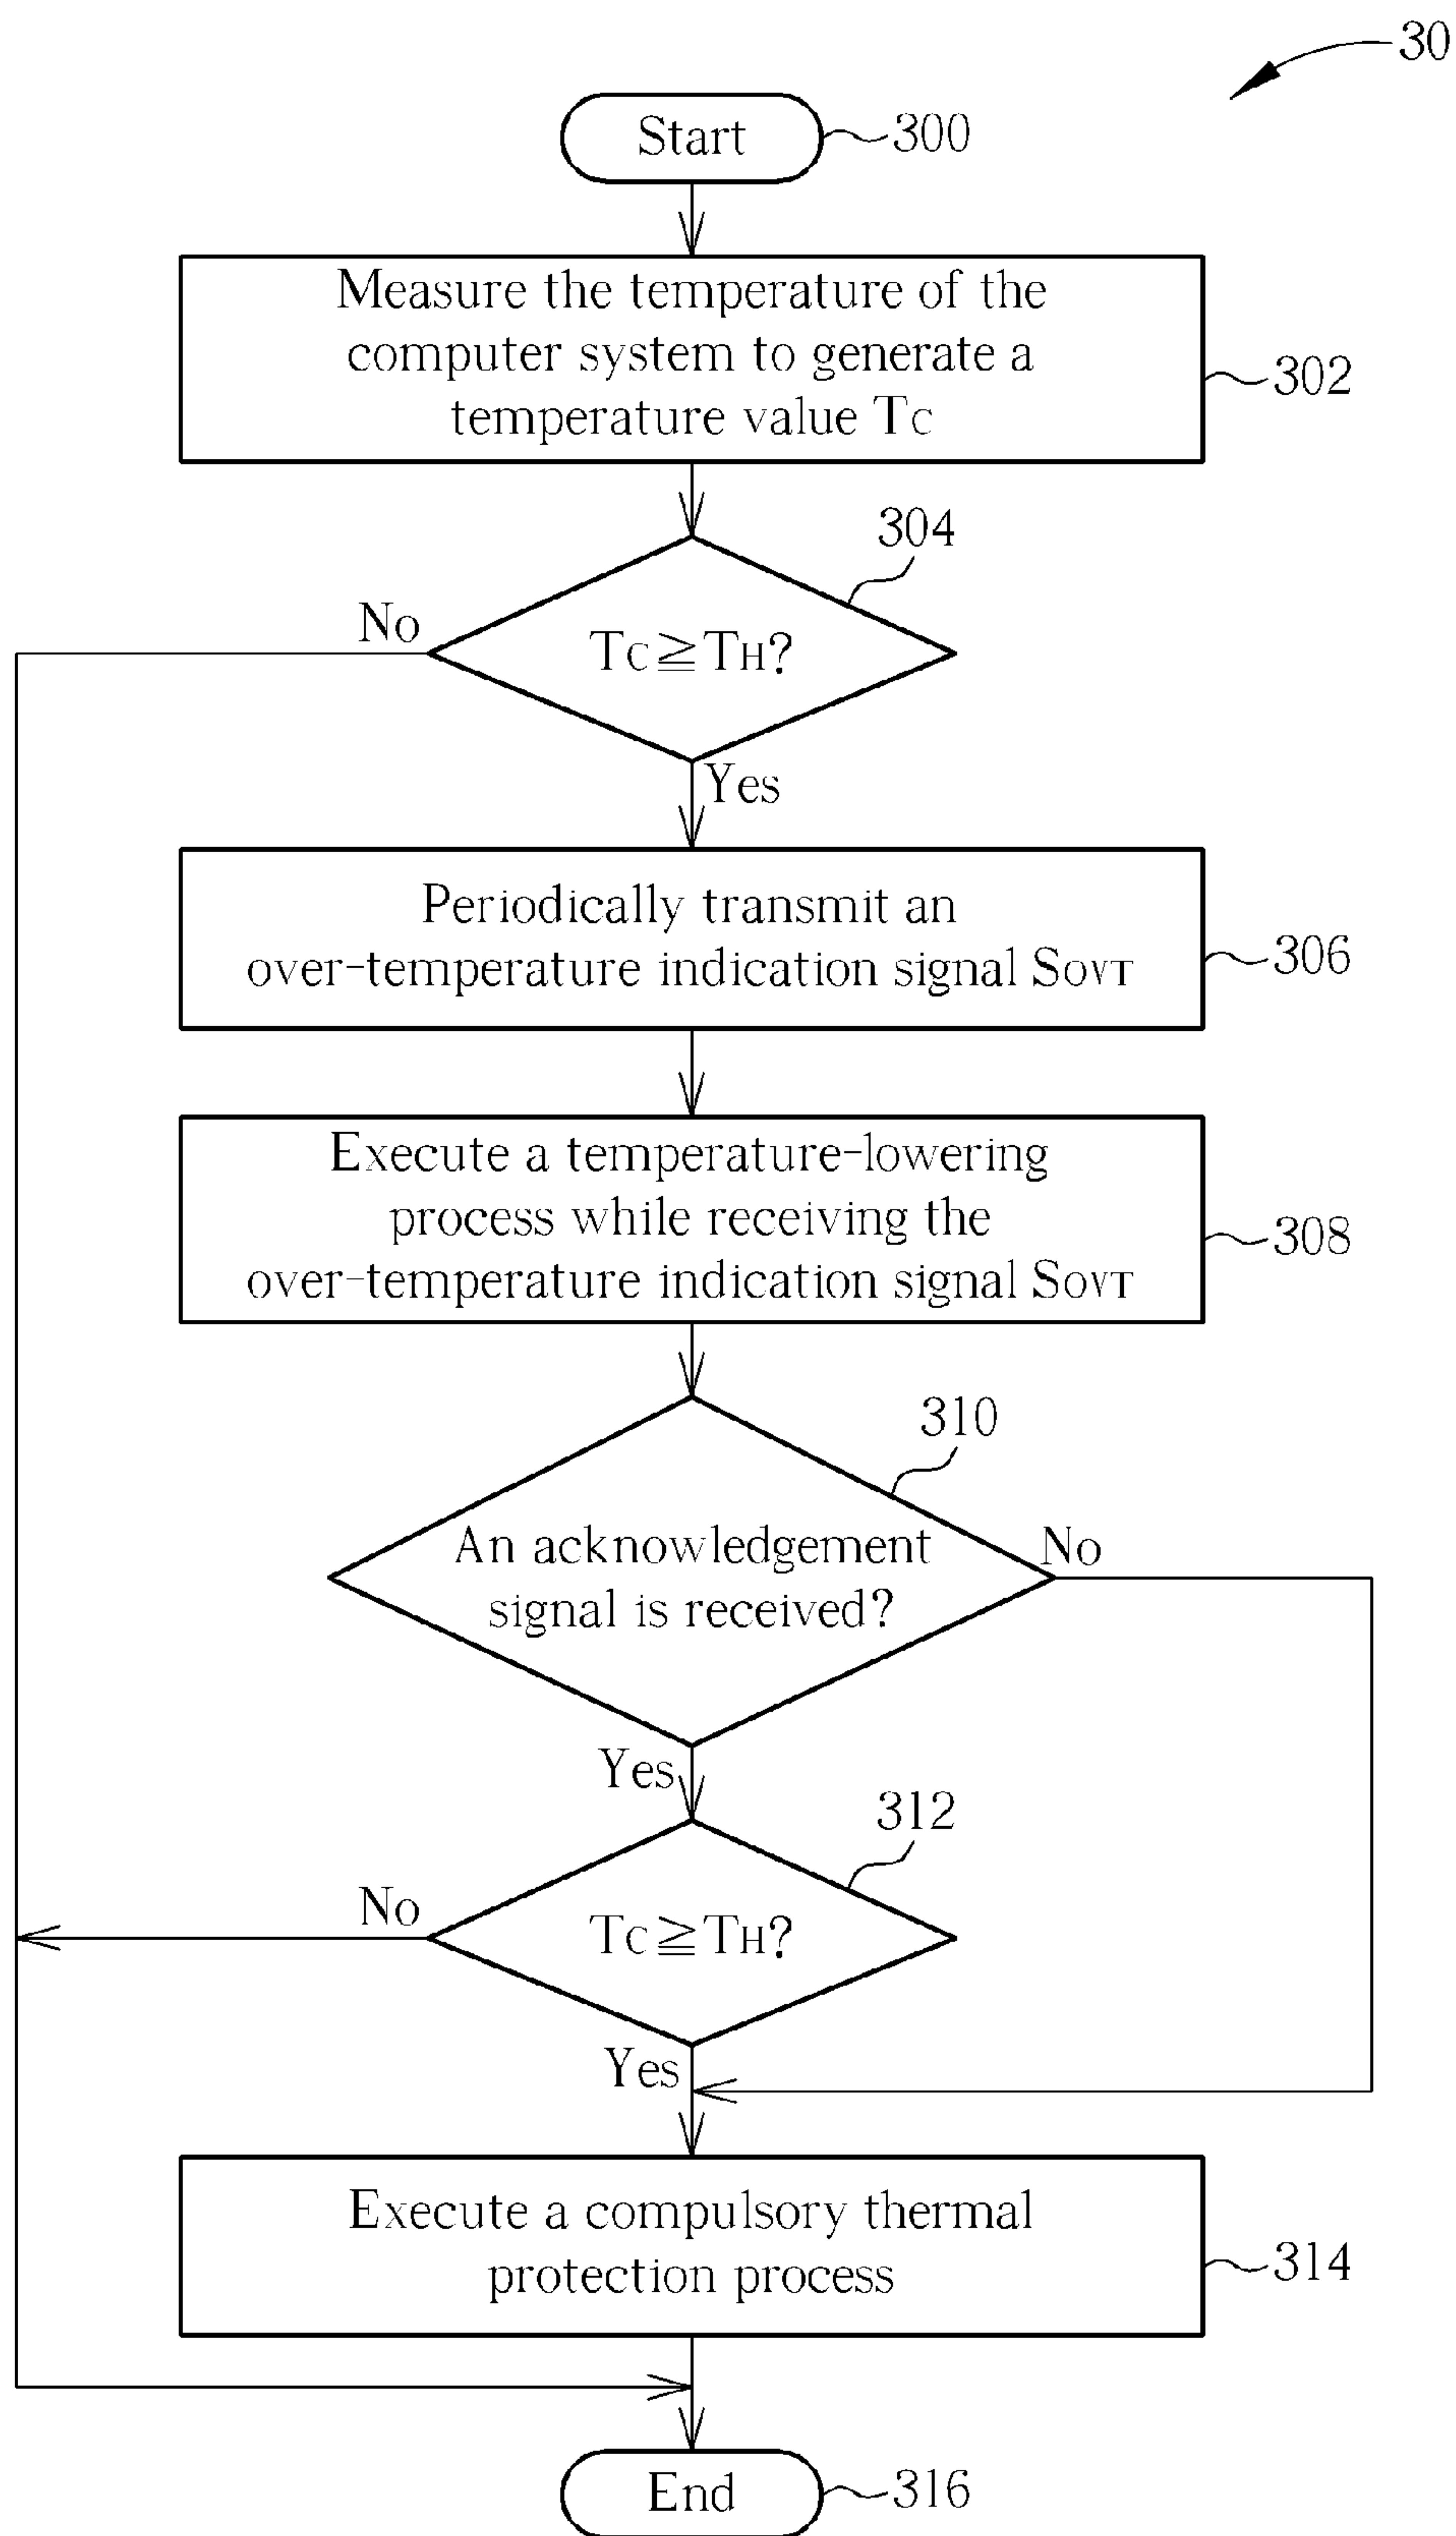 30
Start
300
Measure the temperature of the
computer system to generate a
temperature value TC
302
304
No
TC≧TH?
Yes
Periodically transmit an
over-temperature indication signal SOVT
306
Execute a temperature-lowering
process while receiving the
over-temperature indication signal SOVT
308
310
An acknowledgement
signal is received?
No
Yes
312
No
TC≧TH?
Yes
Execute a compulsory thermal
protection process
314
End
316